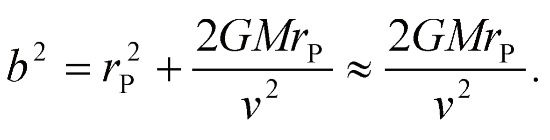 b² = r_P² + 2GMr_P/v² ≈ 2GMr_P/v².